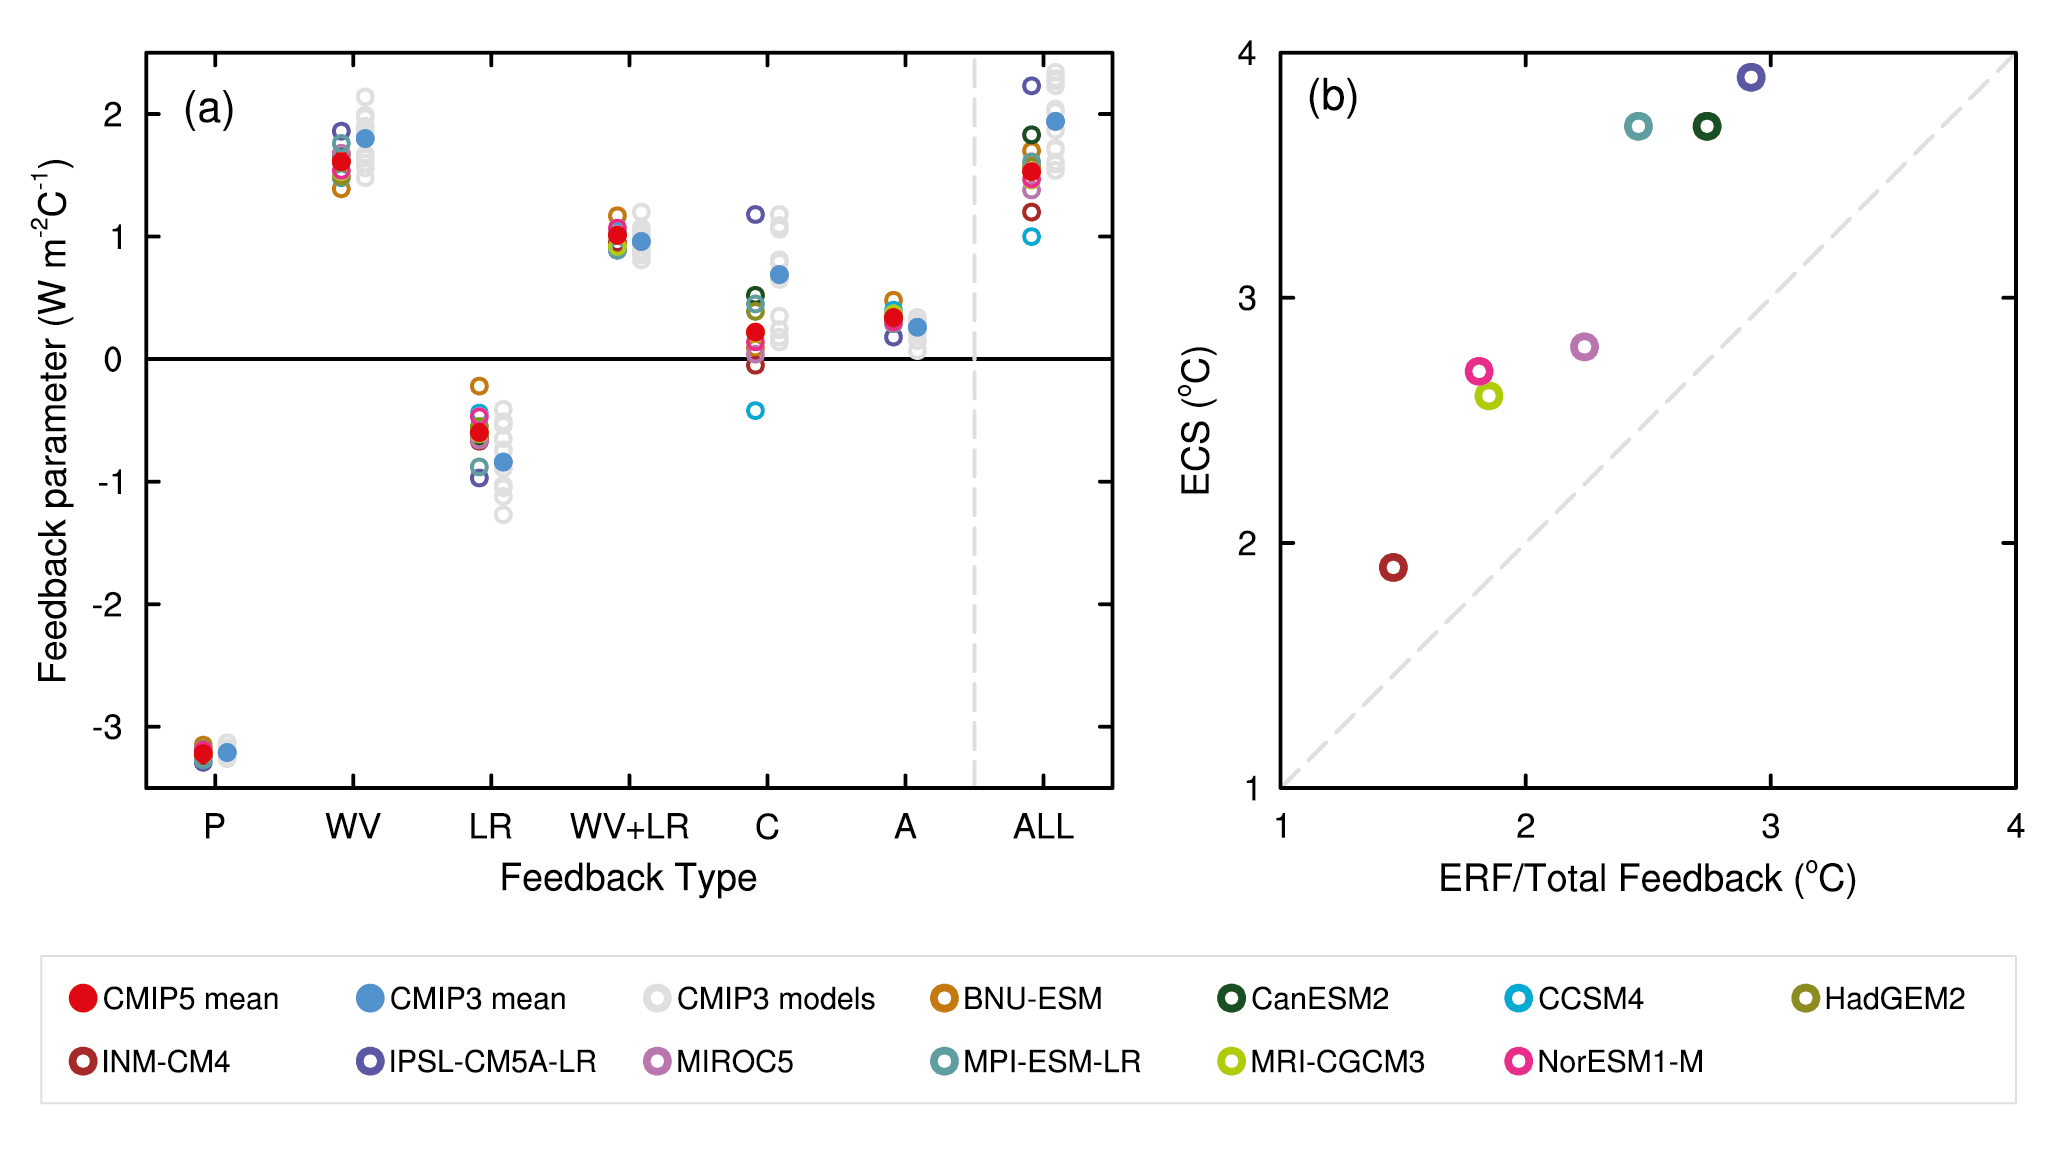 (a)
Feedback parameter (W m-2C-1)
2
1
0
-1
-2
-3
P WV LR WV+LR C A ALL
Feedback Type
(b)
ECS (oC)
4
3
2
1
1 2 3 4
ERF/Total Feedback (oC)
CMIP5 mean CMIP3 mean CMIP3 models BNU-ESM CanESM2 CCSM4 HadGEM2
INM-CM4 IPSL-CM5A-LR MIROC5 MPI-ESM-LR MRI-CGCM3 NorESM1-M